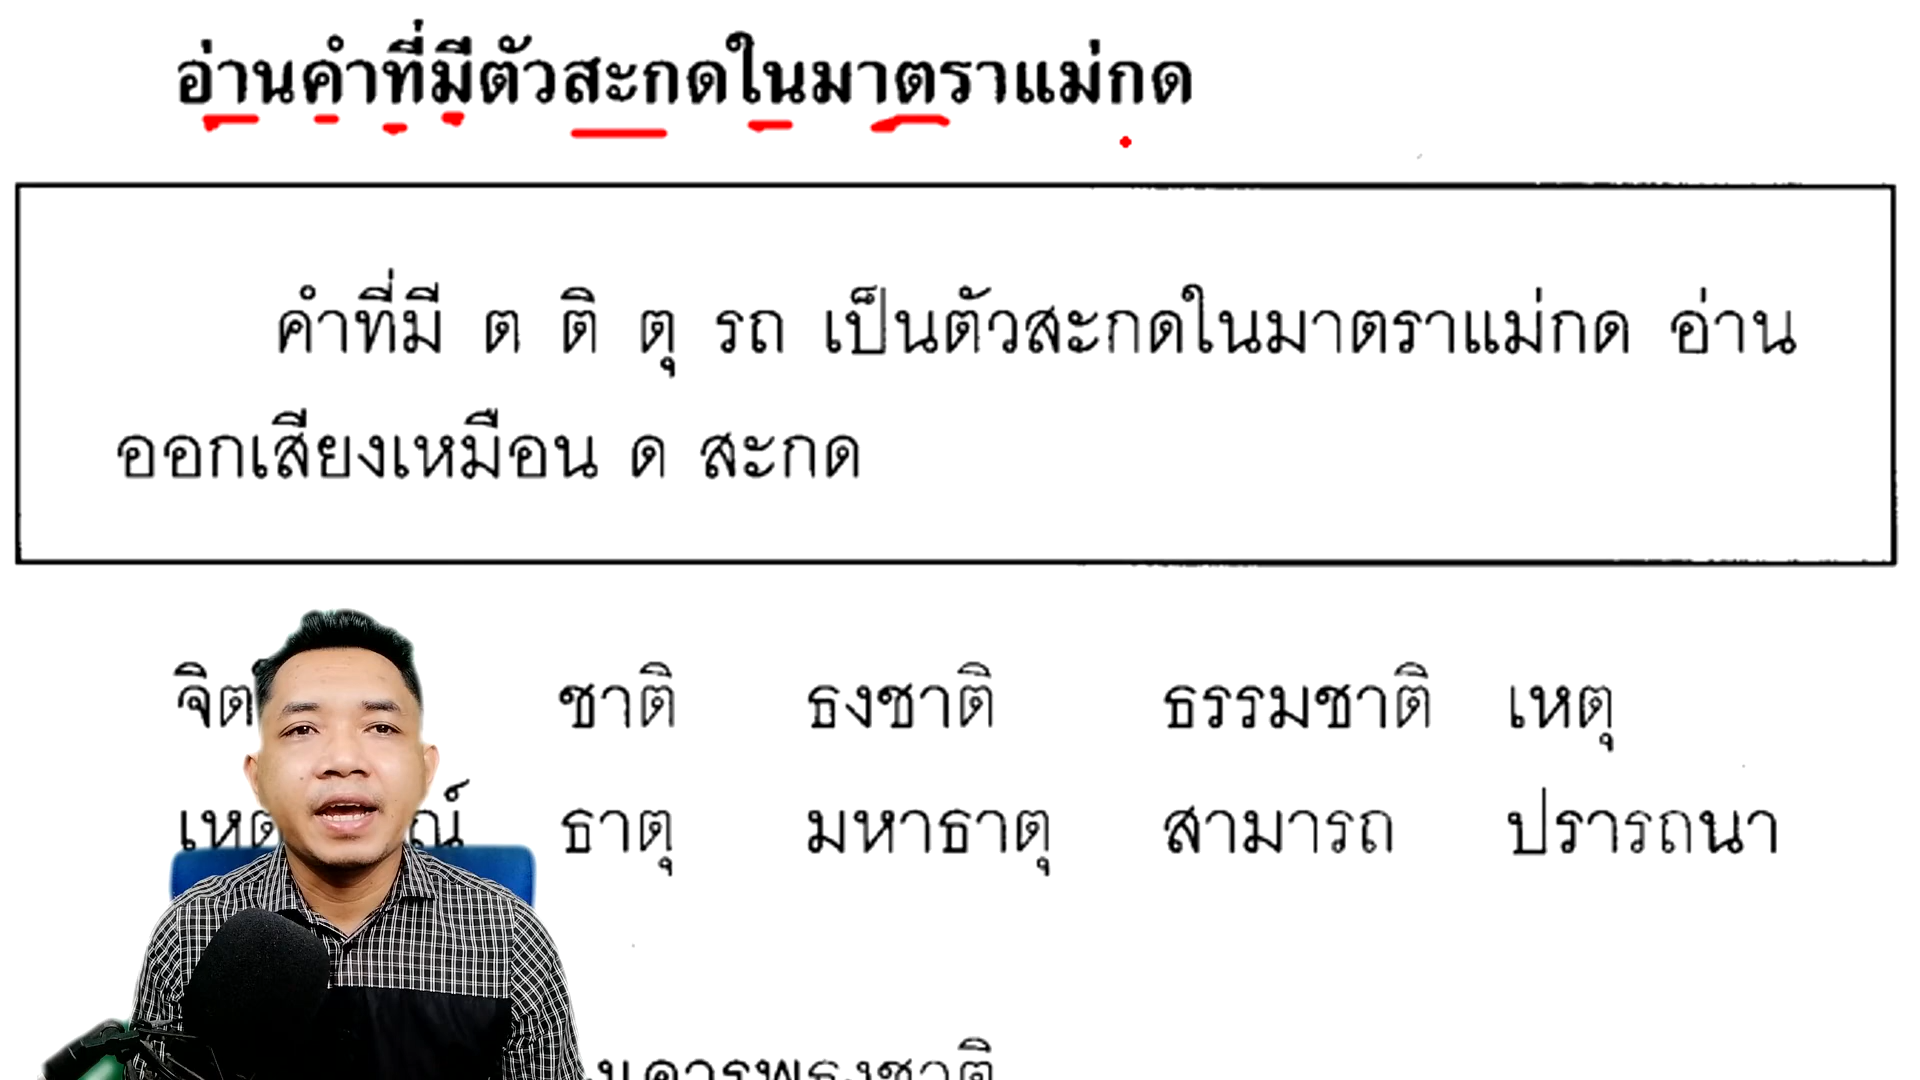 อ่านคำที่มีตัวสะกดในมาตราแม่กด
คำที่มี ต ติ ตุ รถ เป็นตัวสะกดในมาตราแม่กด อ่าน
ออกเสียงเหมือน ด สะกด
ชาติ ธงชาติ ธรรมชาติ เหตุ
ธาตุ มหาธาตุ สามารถ ปรารถนา
ธงชาติ